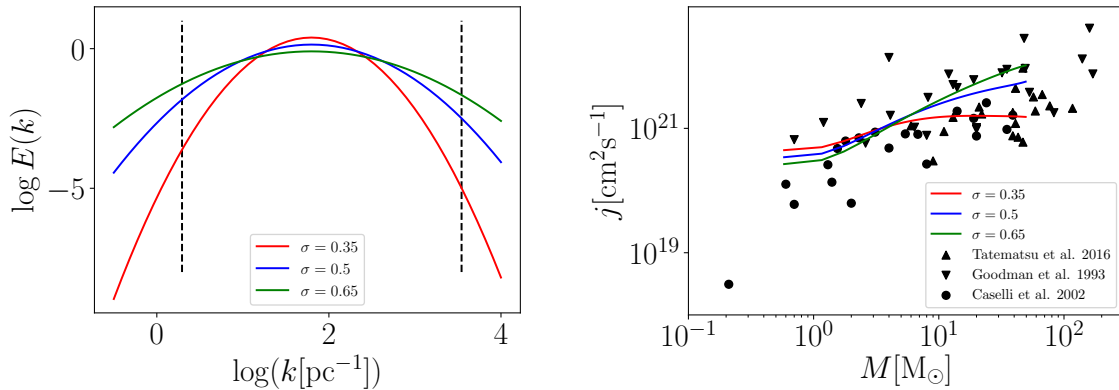 log E(k)
0
−5
0
2
4
log(k[pc⁻¹])
σ = 0.35
σ = 0.5
σ = 0.65
j[cm²s⁻¹]
10²¹
10¹⁹
10⁻¹
10⁰
10¹
10²
M[M⊙]
σ = 0.35
σ = 0.5
σ = 0.65
Tatematsu et al. 2016
Goodman et al. 1993
Caselli et al. 2002